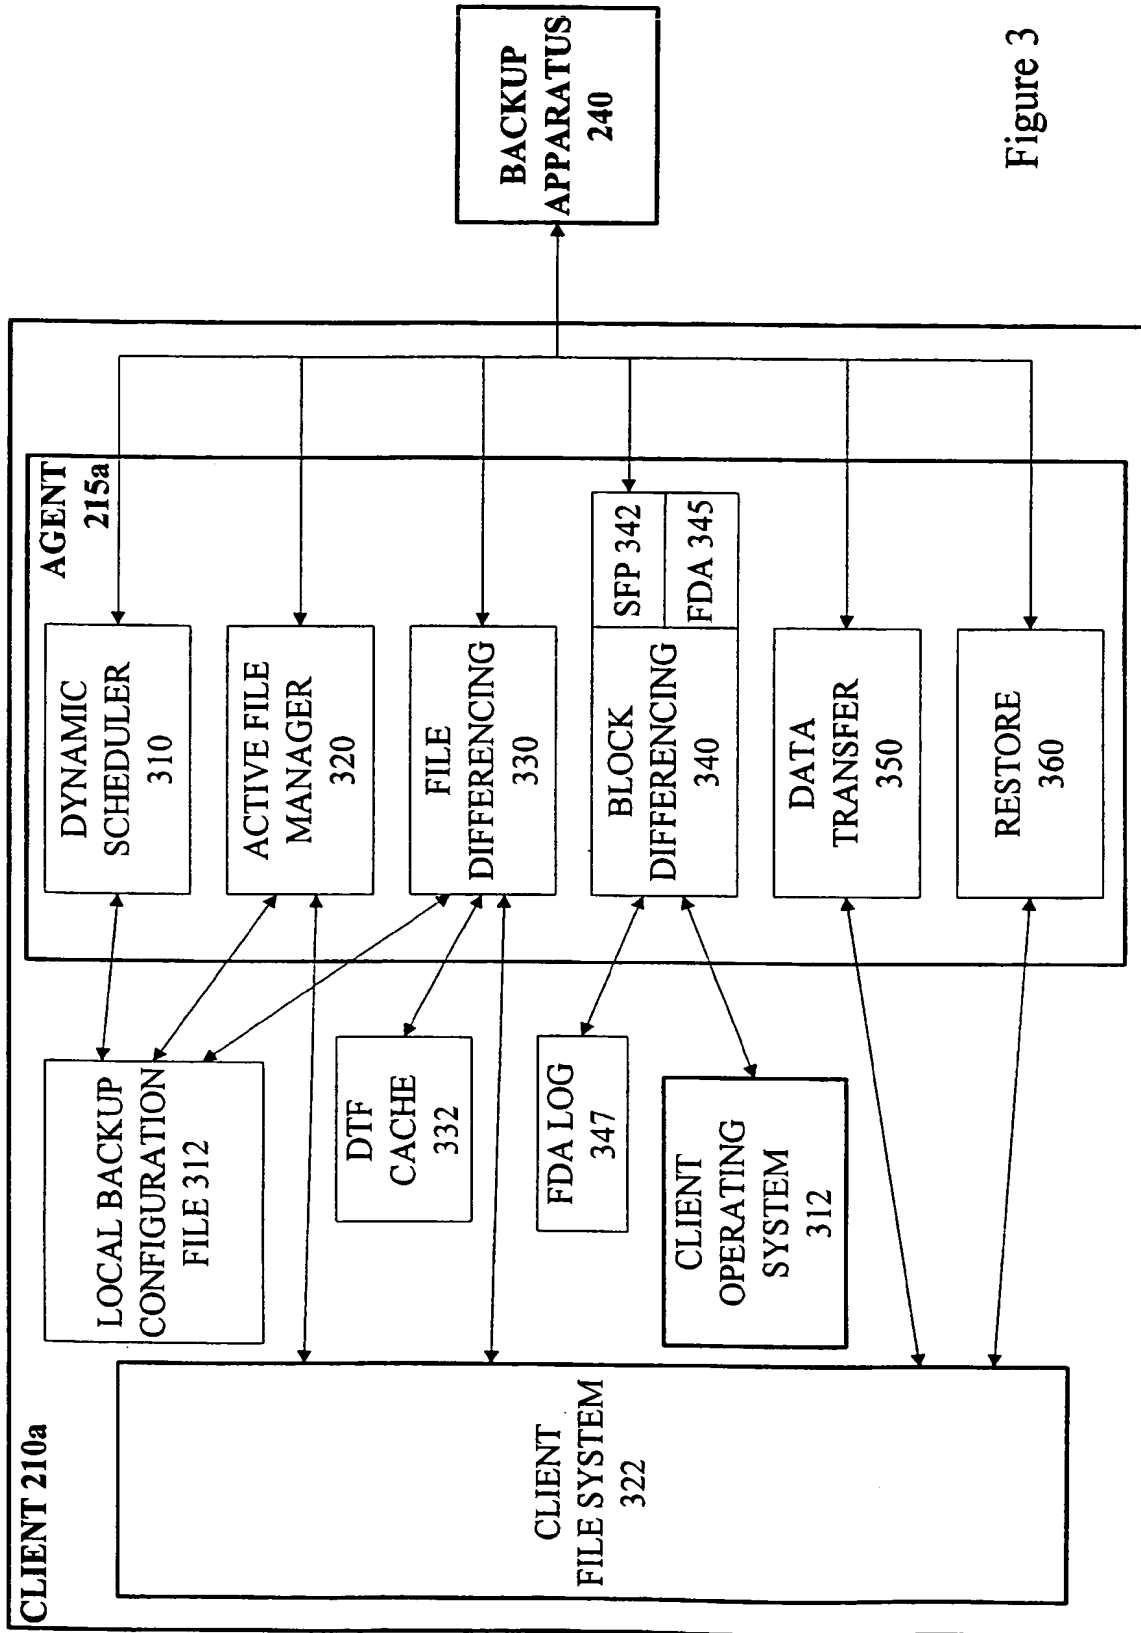 CLIENT 210a
CLIENT
FILE SYSTEM
322
LOCAL BACKUP
CONFIGURATION
FILE 312
DTF
CACHE
332
FDA LOG
347
CLIENT
OPERATING
SYSTEM
312
AGENT
215a
DYNAMIC
SCHEDULER
310
ACTIVE FILE
MANAGER
320
FILE
DIFFERENCING
330
BLOCK
DIFFERENCING
340
SFP 342
FDA 345
DATA
TRANSFER
350
RESTORE
360
BACKUP
APPARATUS
240
Figure 3